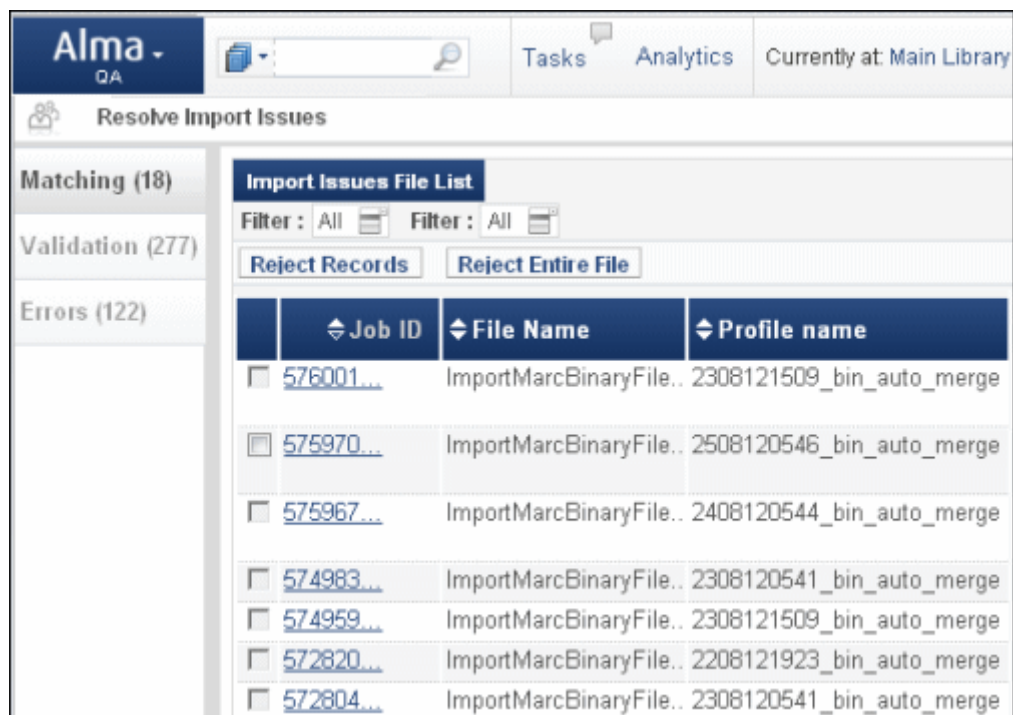 Alma
QA
Tasks Analytics Currently at: Main Library
Resolve Import Issues
Matching (18)
Validation (277)
Errors (122)
Import Issues File List
Filter : All Filter : All
Reject Records Reject Entire File
Job ID File Name Profile name
576001... ImportMarcBinaryFile.. 2308121509_bin_auto_merge
575970... ImportMarcBinaryFile.. 2508120546_bin_auto_merge
575967... ImportMarcBinaryFile.. 2408120544_bin_auto_merge
574983... ImportMarcBinaryFile.. 2308120541_bin_auto_merge
574959... ImportMarcBinaryFile.. 2308121509_bin_auto_merge
572820... ImportMarcBinaryFile.. 2208121923_bin_auto_merge
572804... ImportMarcBinaryFile.. 2308120541_bin_auto_merge